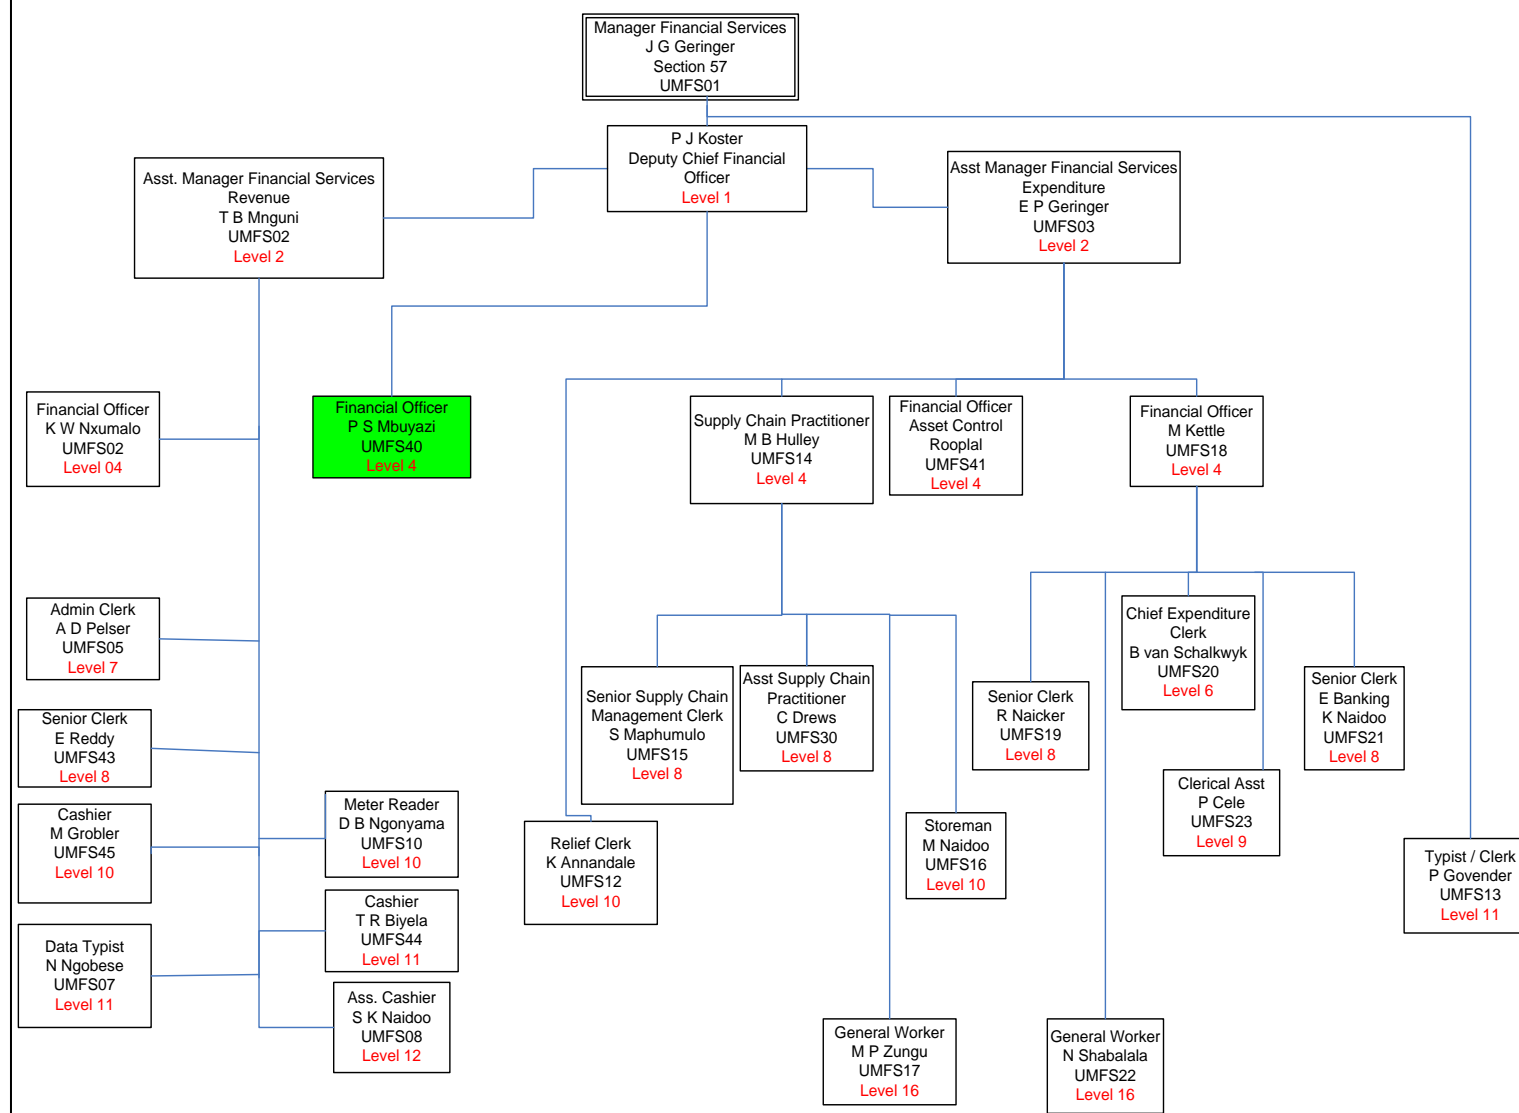 Manager Financial Services
J G Geringer
Section 57
UMFS01
P J Koster
Deputy Chief Financial
Officer
Level 1
Asst. Manager Financial Services
Revenue
T B Mnguni
UMFS02
Level 2
Asst Manager Financial Services
Expenditure
E P Geringer
UMFS03
Level 2
Financial Officer
K W Nxumalo
UMFS02
Level 04
Financial Officer
P S Mbuyazi
UMFS40
Level 4
Supply Chain Practitioner
M B Hulley
UMFS14
Level 4
Financial Officer
Asset Control
Rooplal
UMFS41
Level 4
Financial Officer
M Kettle
UMFS18
Level 4
Admin Clerk
A D Pelser
UMFS05
Level 7
Senior Clerk
E Reddy
UMFS43
Level 8
Cashier
M Grobler
UMFS45
Level 10
Data Typist
N Ngobese
UMFS07
Level 11
Meter Reader
D B Ngonyama
UMFS10
Level 10
Cashier
T R Biyela
UMFS44
Level 11
Ass. Cashier
S K Naidoo
UMFS08
Level 12
Relief Clerk
K Annandale
UMFS12
Level 10
Senior Supply Chain
Management Clerk
S Maphumulo
UMFS15
Level 8
Asst Supply Chain
Practitioner
C Drews
UMFS30
Level 8
General Worker
M P Zungu
UMFS17
Level 16
Storeman
M Naidoo
UMFS16
Level 10
Senior Clerk
R Naicker
UMFS19
Level 8
General Worker
N Shabalala
UMFS22
Level 16
Chief Expenditure
Clerk
B van Schalkwyk
UMFS20
Level 6
Clerical Asst
P Cele
UMFS23
Level 9
Senior Clerk
E Banking
K Naidoo
UMFS21
Level 8
Typist / Clerk
P Govender
UMFS13
Level 11